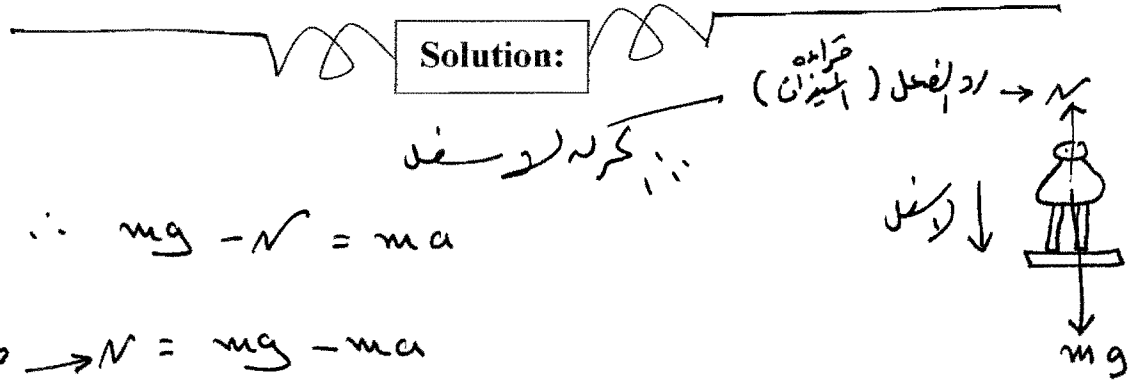 Solution:
رد الفعل (قراءة الميزان) → N
∵ الحركة لأسفل
لأسفل ↓
∴ mg - N = ma
→ N = mg - ma
mg